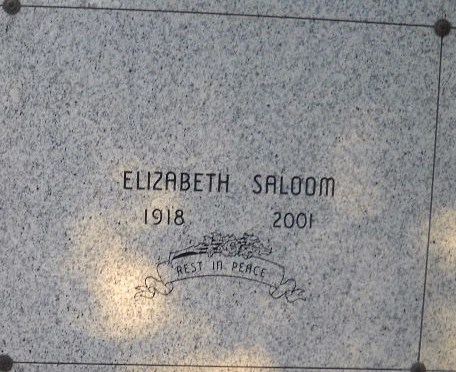 ELIZABETH SALOOM
1918 2001
REST IN PEACE